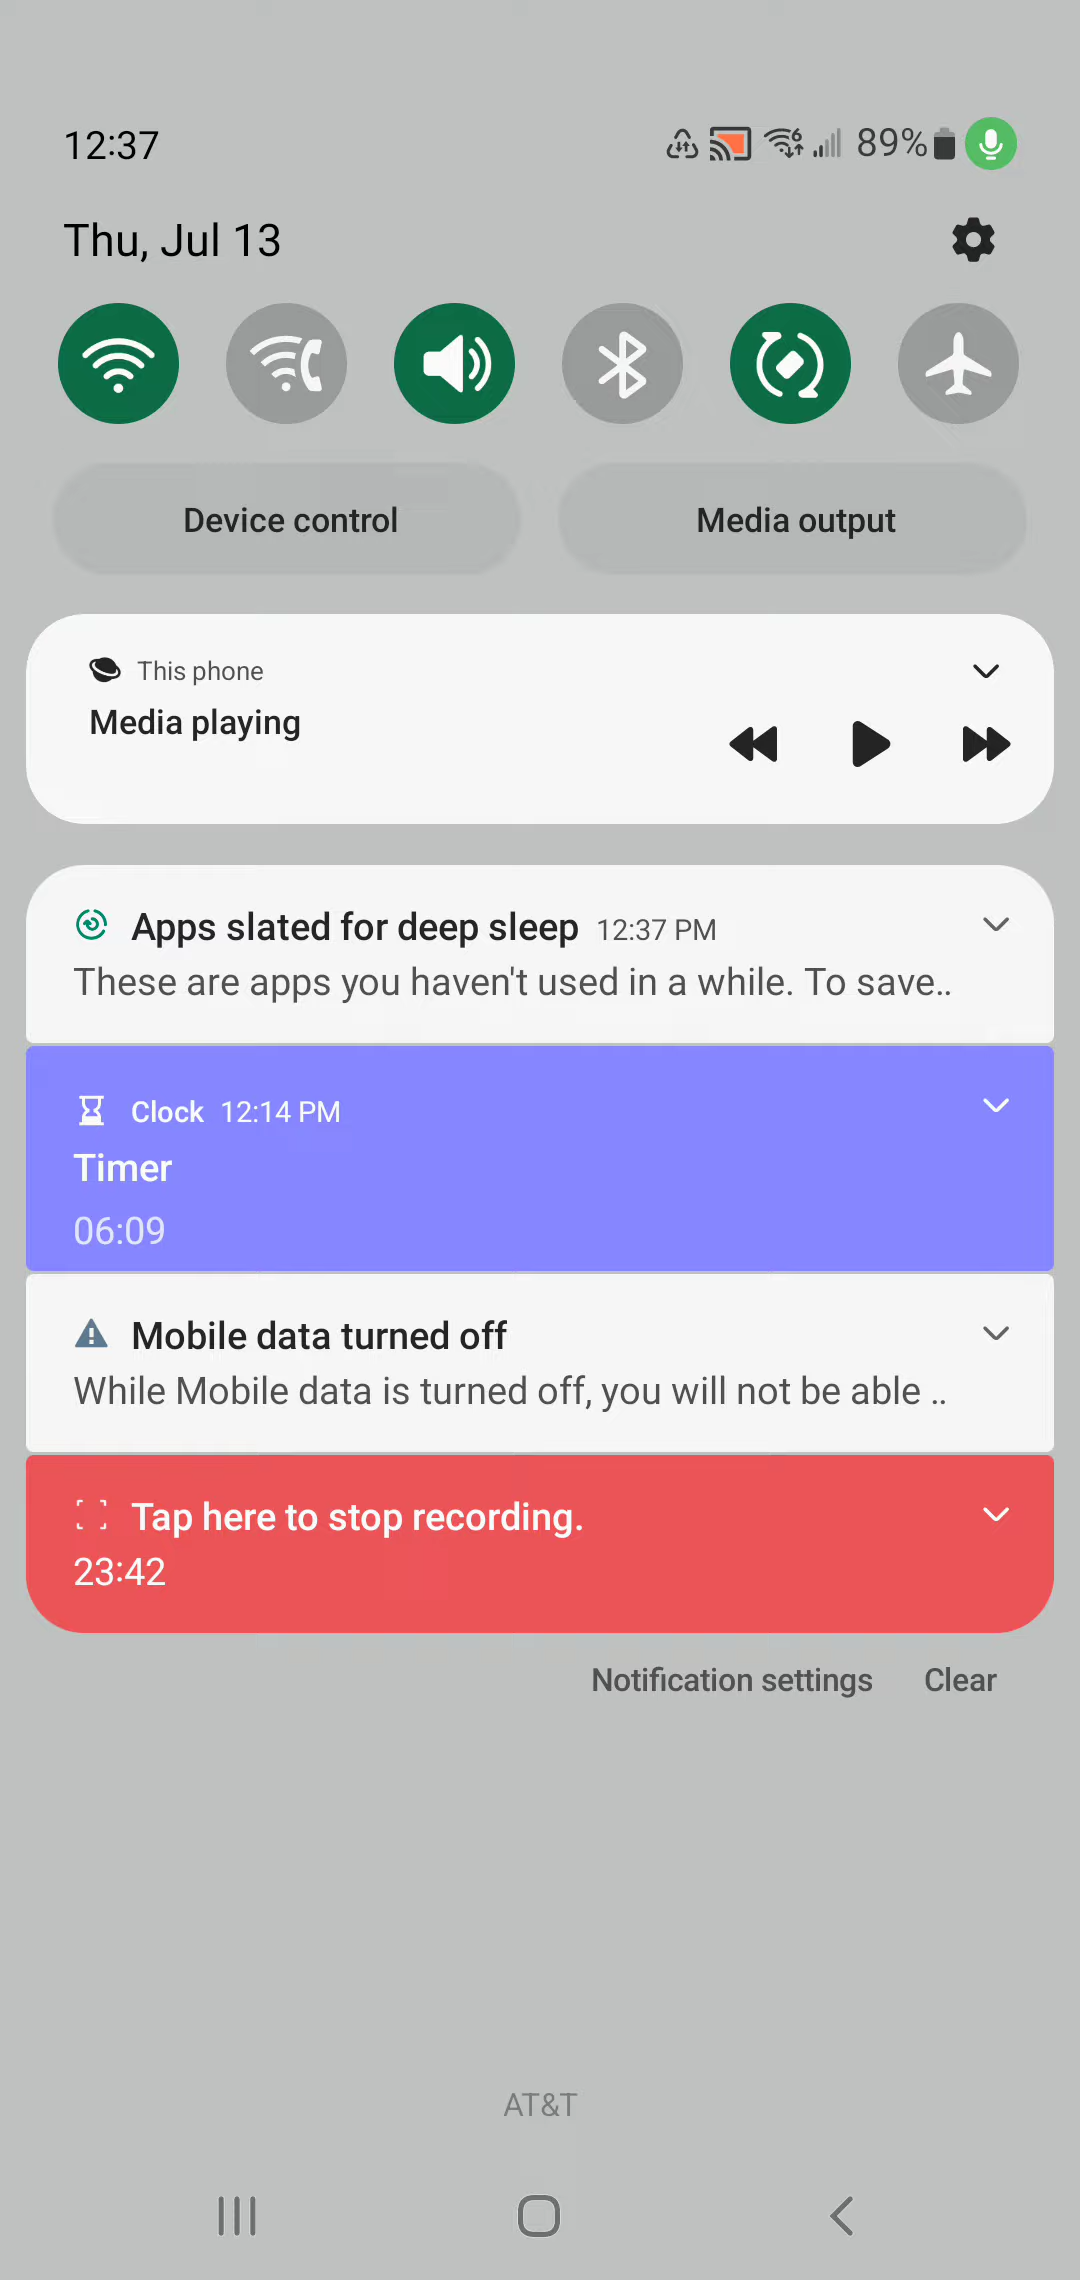 12:37
6 89%
Thu, Jul 13
Device control
Media output
This phone
Media playing
Apps slated for deep sleep 12:37 PM
These are apps you haven't used in a while. To save..
Clock 12:14 PM
Timer
06:09
Mobile data turned off
While Mobile data is turned off, you will not be able ..
Tap here to stop recording.
23:42
Notification settings
Clear
AT&T